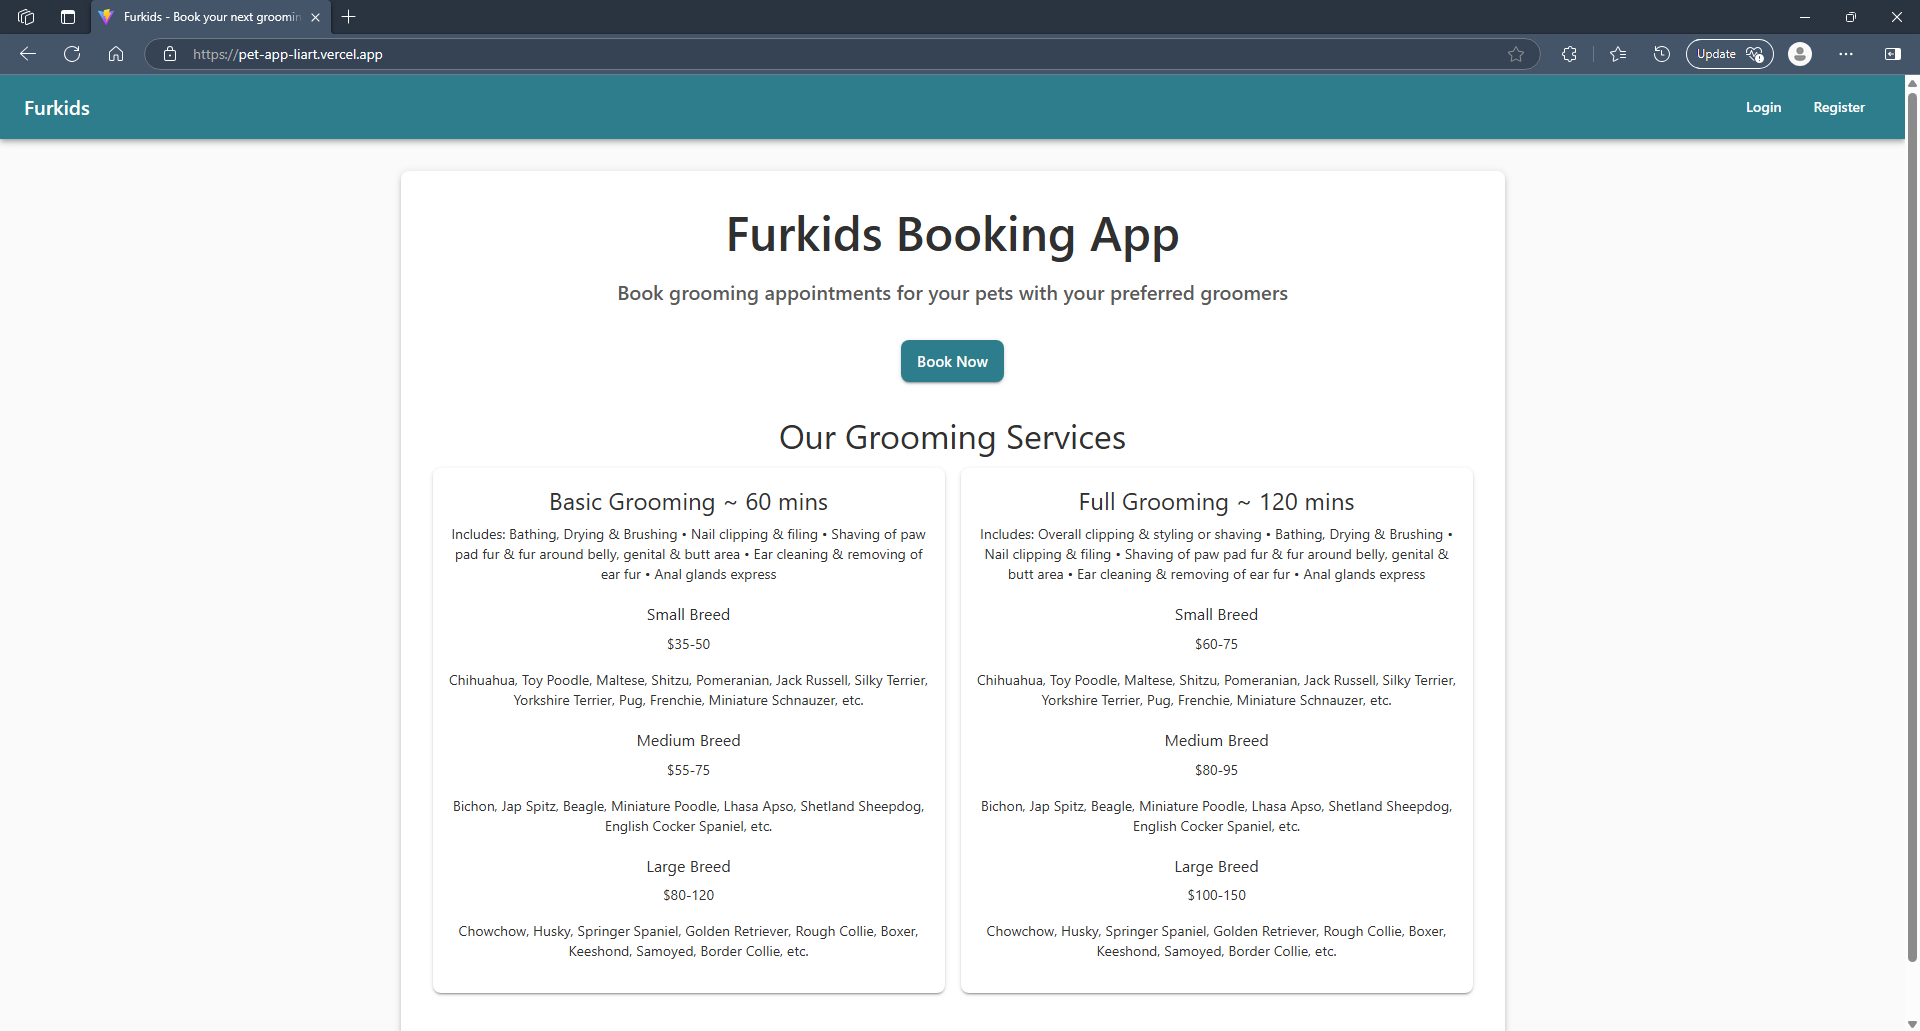 Furkids - Book your next groomin
https://pet-app-liart.vercel.app
Update
Furkids
Login
Register
Furkids Booking App
Book grooming appointments for your pets with your preferred groomers
Book Now
Our Grooming Services
Basic Grooming ~ 60 mins
Includes: Bathing, Drying & Brushing • Nail clipping & filing • Shaving of paw
pad fur & fur around belly, genital & butt area • Ear cleaning & removing of
ear fur • Anal glands express
Small Breed
$35-50
Chihuahua, Toy Poodle, Maltese, Shitzu, Pomeranian, Jack Russell, Silky Terrier,
Yorkshire Terrier, Pug, Frenchie, Miniature Schnauzer, etc.
Medium Breed
$55-75
Bichon, Jap Spitz, Beagle, Miniature Poodle, Lhasa Apso, Shetland Sheepdog,
English Cocker Spaniel, etc.
Large Breed
$80-120
Chowchow, Husky, Springer Spaniel, Golden Retriever, Rough Collie, Boxer,
Keeshond, Samoyed, Border Collie, etc.
Full Grooming ~ 120 mins
Includes: Overall clipping & styling or shaving • Bathing, Drying & Brushing •
Nail clipping & filing • Shaving of paw pad fur & fur around belly, genital &
butt area • Ear cleaning & removing of ear fur • Anal glands express
Small Breed
$60-75
Chihuahua, Toy Poodle, Maltese, Shitzu, Pomeranian, Jack Russell, Silky Terrier,
Yorkshire Terrier, Pug, Frenchie, Miniature Schnauzer, etc.
Medium Breed
$80-95
Bichon, Jap Spitz, Beagle, Miniature Poodle, Lhasa Apso, Shetland Sheepdog,
English Cocker Spaniel, etc.
Large Breed
$100-150
Chowchow, Husky, Springer Spaniel, Golden Retriever, Rough Collie, Boxer,
Keeshond, Samoyed, Border Collie, etc.